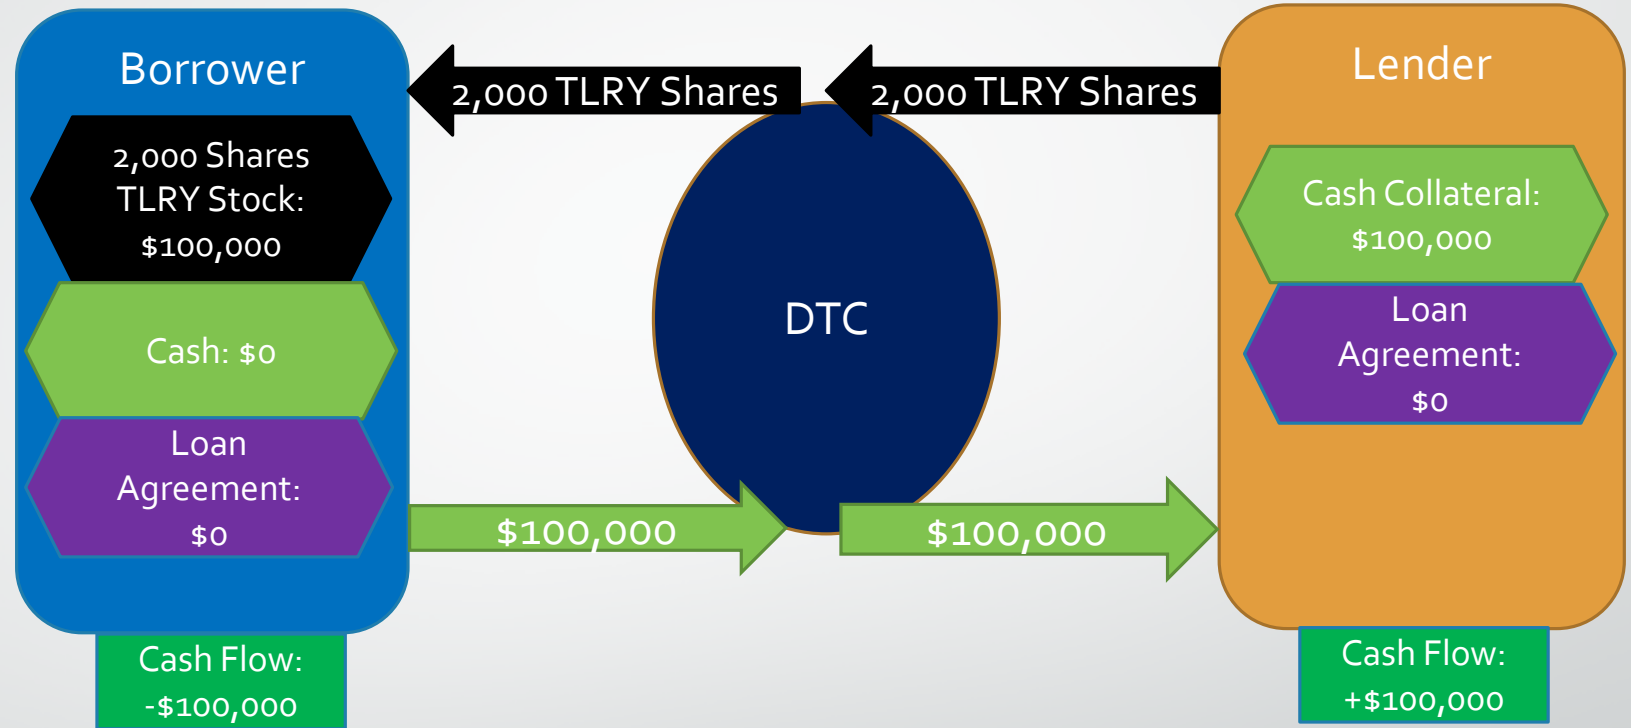 Borrower
2,000 Shares
TLRY Stock:
$100,000
Cash: $0
Loan
Agreement:
$0
Cash Flow:
-$100,000
2,000 TLRY Shares
2,000 TLRY Shares
DTC
$100,000
$100,000
Lender
Cash Collateral:
$100,000
Loan
Agreement:
$0
Cash Flow:
+$100,000